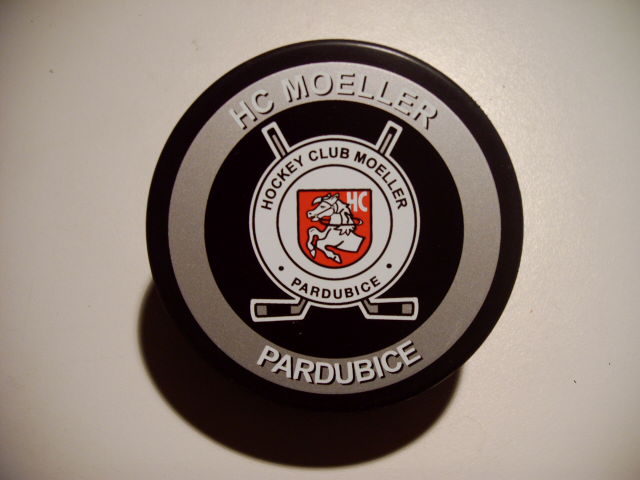 HC MOELLER
HOCKEY CLUB MOELLER
HC
• PARDUBICE •
PARDUBICE